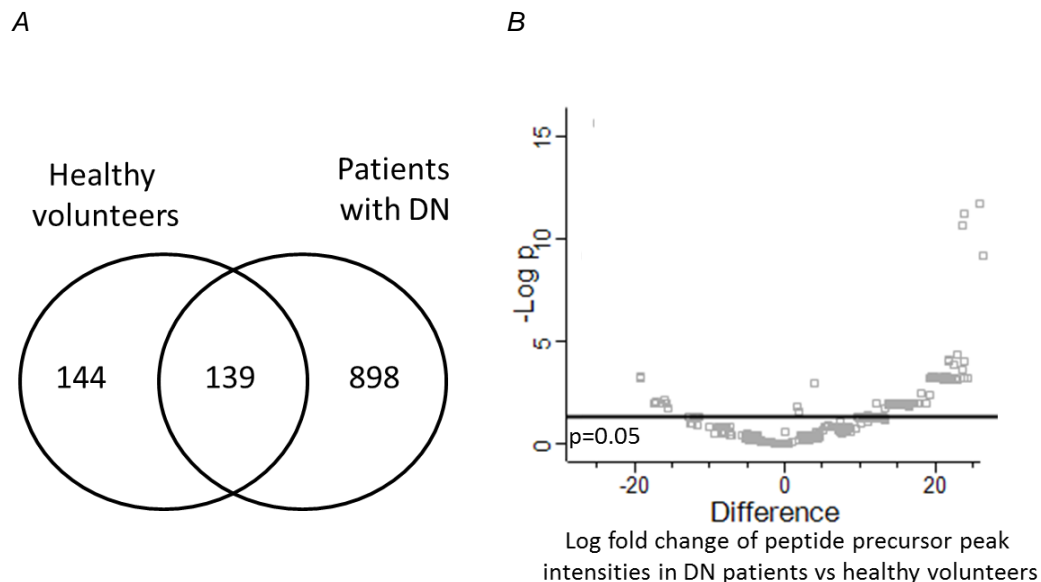 A
B
Healthy
volunteers
Patients
with DN
144
139
898
15
10
5
0
-Log p
p=0.05
-20
0
20
Difference
Log fold change of peptide precursor peak
intensities in DN patients vs healthy volunteers